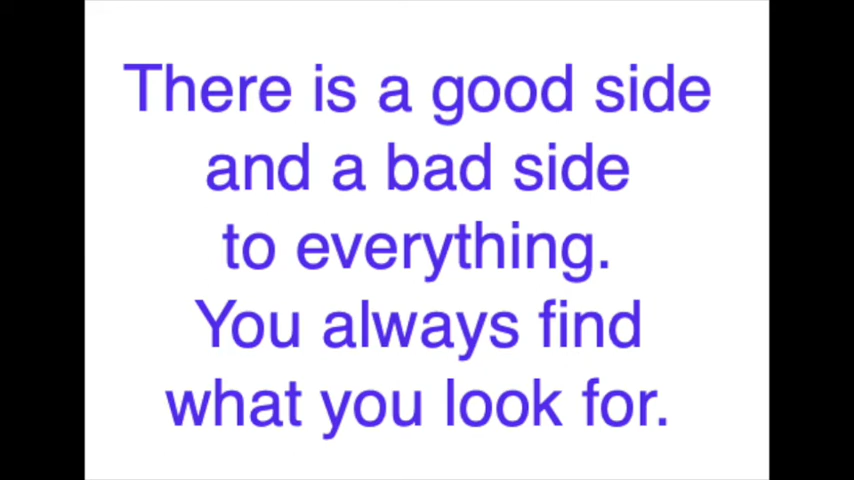 There is a good side
and a bad side
to everything.
You always find
what you look for.